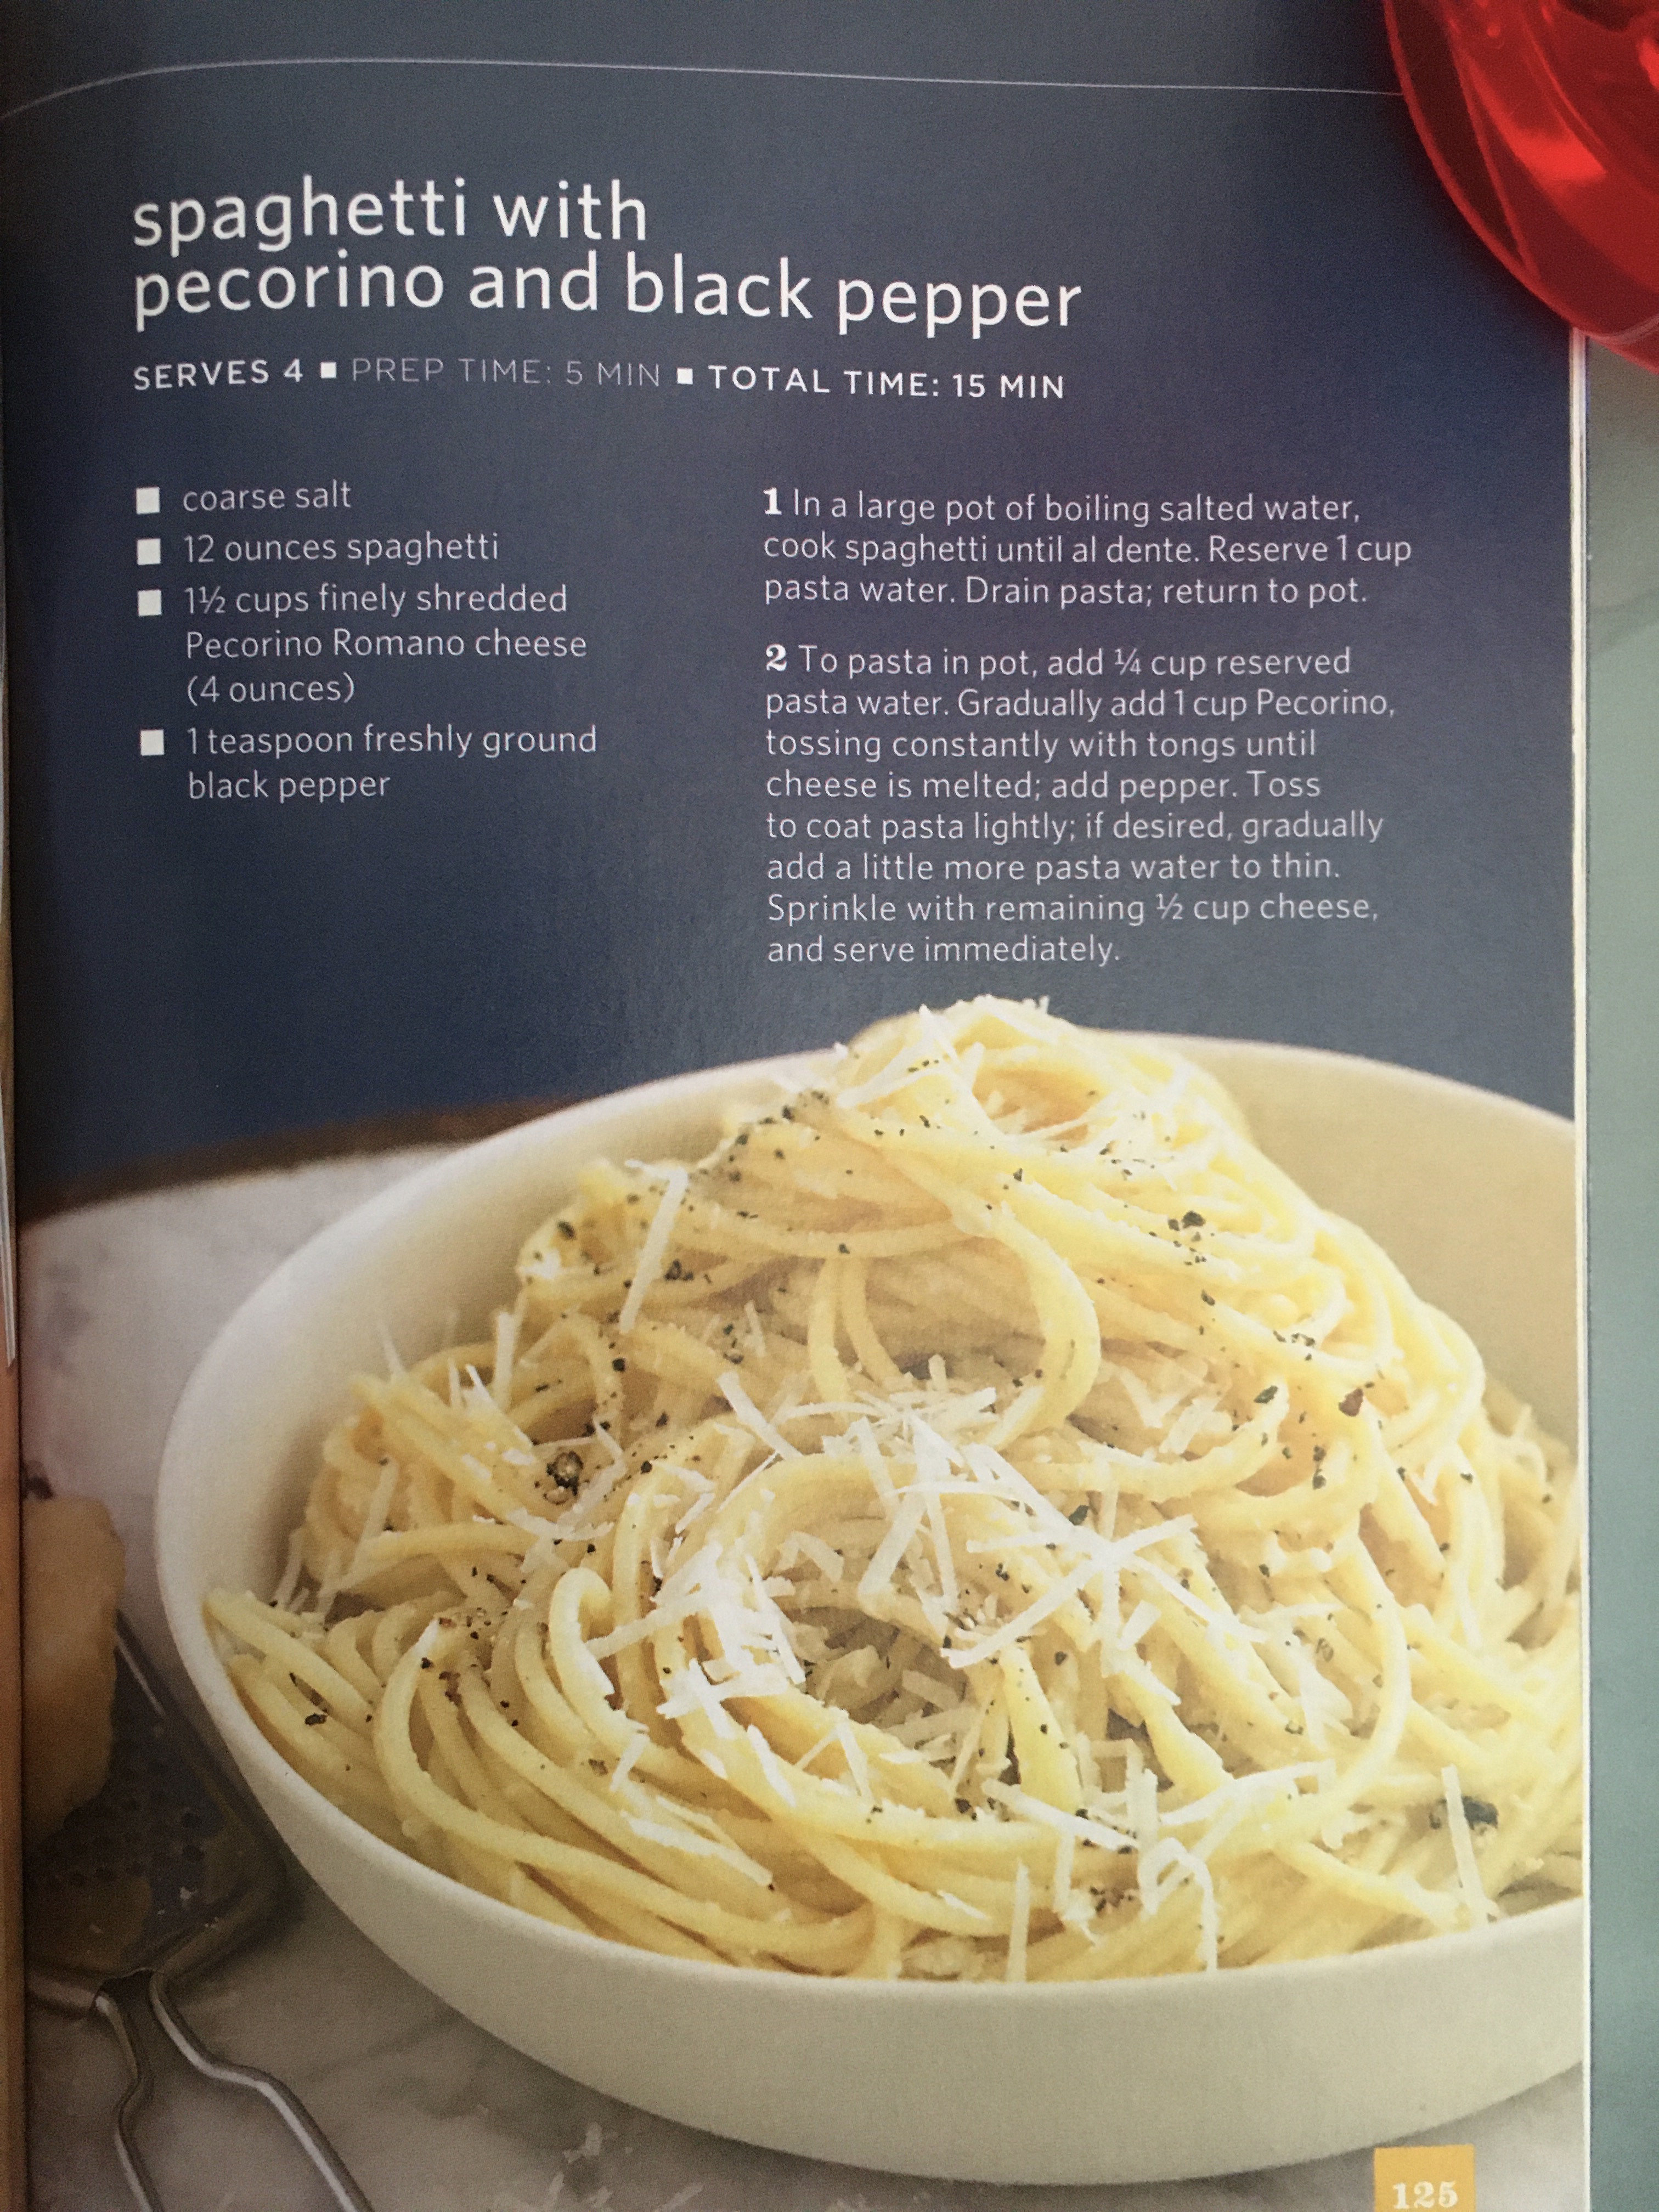 spaghetti with
pecorino and black pepper
SERVES 4 ■ PREP TIME: 5 MIN ■ TOTAL TIME: 15 MIN
■ coarse salt
■ 12 ounces spaghetti
■ 1½ cups finely shredded
Pecorino Romano cheese
(4 ounces)
■ 1 teaspoon freshly ground
black pepper
1 In a large pot of boiling salted water,
cook spaghetti until al dente. Reserve 1 cup
pasta water. Drain pasta; return to pot.
2 To pasta in pot, add ¼ cup reserved
pasta water. Gradually add 1 cup Pecorino,
tossing constantly with tongs until
cheese is melted; add pepper. Toss
to coat pasta lightly; if desired, gradually
add a little more pasta water to thin.
Sprinkle with remaining ½ cup cheese,
and serve immediately.
125